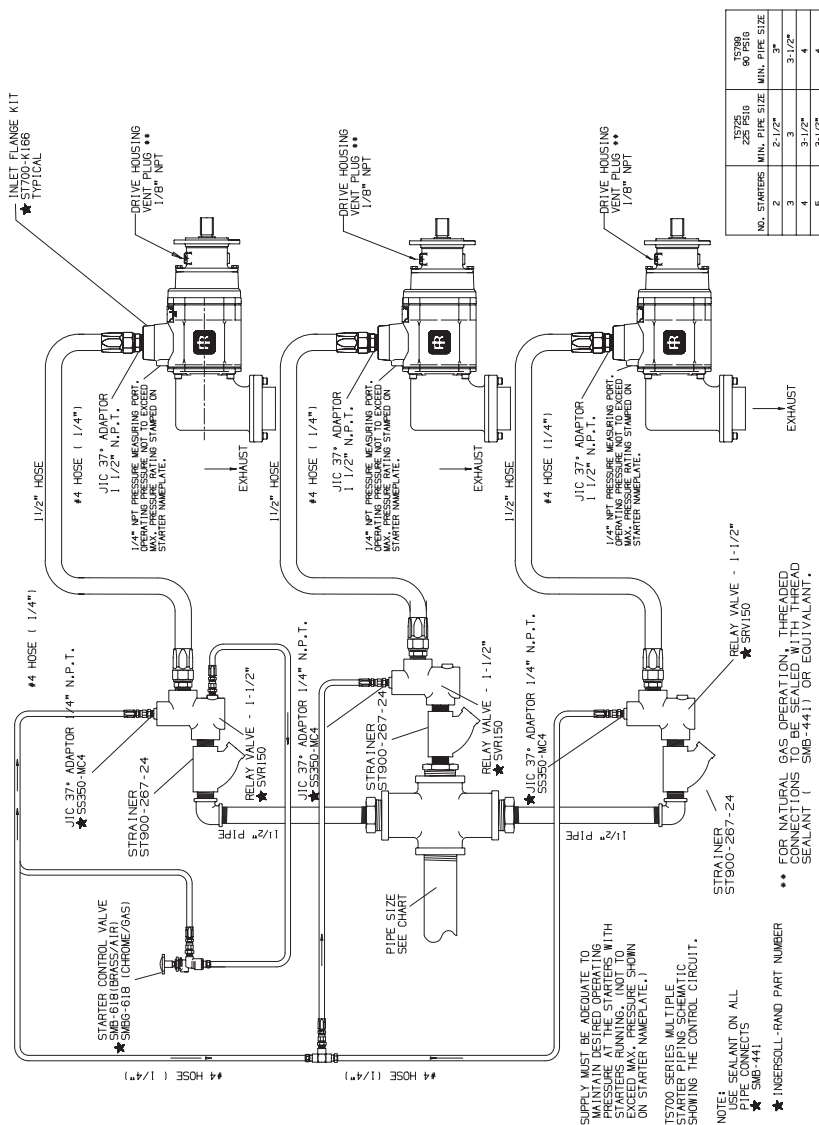 INLET FLANGE KIT
★ ST700-K166
TYPICAL
DRIVE HOUSING
VENT PLUG **
1/8" NPT
1 1/2" HOSE
#4 HOSE ( 1/4")
JIC 37° ADAPTOR
1 1/2" N.P.T.
1/4" NPT PRESSURE MEASURING PORT.
OPERATING PRESSURE NOT TO EXCEED
MAX. PRESSURE RATING STAMPED ON
STARTER NAMEPLATE.
EXHAUST
#4 HOSE ( 1/4")
JIC 37° ADAPTOR 1/4" N.P.T.
★ SS350-MC4
STRAINER
ST900-267-24
RELAY VALVE - 1-1/2"
★ SVR150
STARTER CONTROL VALVE
SMB-618(BRASS/AIR)
★ SMBG-618 (CHROME/GAS)
DRIVE HOUSING
VENT PLUG **
1/8" NPT
1 1/2" HOSE
#4 HOSE ( 1/4")
JIC 37° ADAPTOR
1 1/2" N.P.T.
1/4" NPT PRESSURE MEASURING PORT.
OPERATING PRESSURE NOT TO EXCEED
MAX. PRESSURE RATING STAMPED ON
STARTER NAMEPLATE.
EXHAUST
JIC 37° ADAPTOR 1/4" N.P.T.
★ SS350-MC4
STRAINER
ST900-267-24
RELAY VALVE - 1-1/2"
★ SVR150
1 1/2" PIPE
PIPE SIZE
SEE CHART
#4 HOSE ( 1/4")
DRIVE HOUSING
VENT PLUG **
1/8" NPT
1 1/2" HOSE
#4 HOSE (1/4")
JIC 37° ADAPTOR
1 1/2" N.P.T.
1/4" NPT PRESSURE MEASURING PORT.
OPERATING PRESSURE NOT TO EXCEED
MAX. PRESSURE RATING STAMPED ON
STARTER NAMEPLATE.
EXHAUST
★ JIC 37° ADAPTOR 1/4" N.P.T.
SS350-MC4
RELAY VALVE - 1-1/2"
★ SRV150
1 1/2" PIPE
STRAINER
ST900-267-24
#4 HOSE (1/4")
SUPPLY MUST BE ADEQUATE TO
MAINTAIN DESIRED OPERATING
PRESSURE AT THE STARTERS WITH
STARTERS RUNNING. (NOT TO
EXCEED MAX. PRESSURE SHOWN
ON STARTER NAMEPLATE.)
TS700 SERIES MULTIPLE
STARTER PIPING SCHEMATIC
SHOWING THE CONTROL CIRCUIT.
NOTE:
USE SEALANT ON ALL
PIPE CONNECTS
★ SMB-441
★ INGERSOLL-RAND PART NUMBER
** FOR NATURAL GAS OPERATION, THREADED
CONNECTIONS TO BE SEALED WITH THREAD
SEALANT ( SMB-441) OR EQUIVALANT.
NO. STARTERS TS725 225 PSIG MIN. PIPE SIZE TS799 90 PSIG MIN. PIPE SIZE
2 2-1/2" 3"
3 3 3-1/2"
4 3-1/2" 4